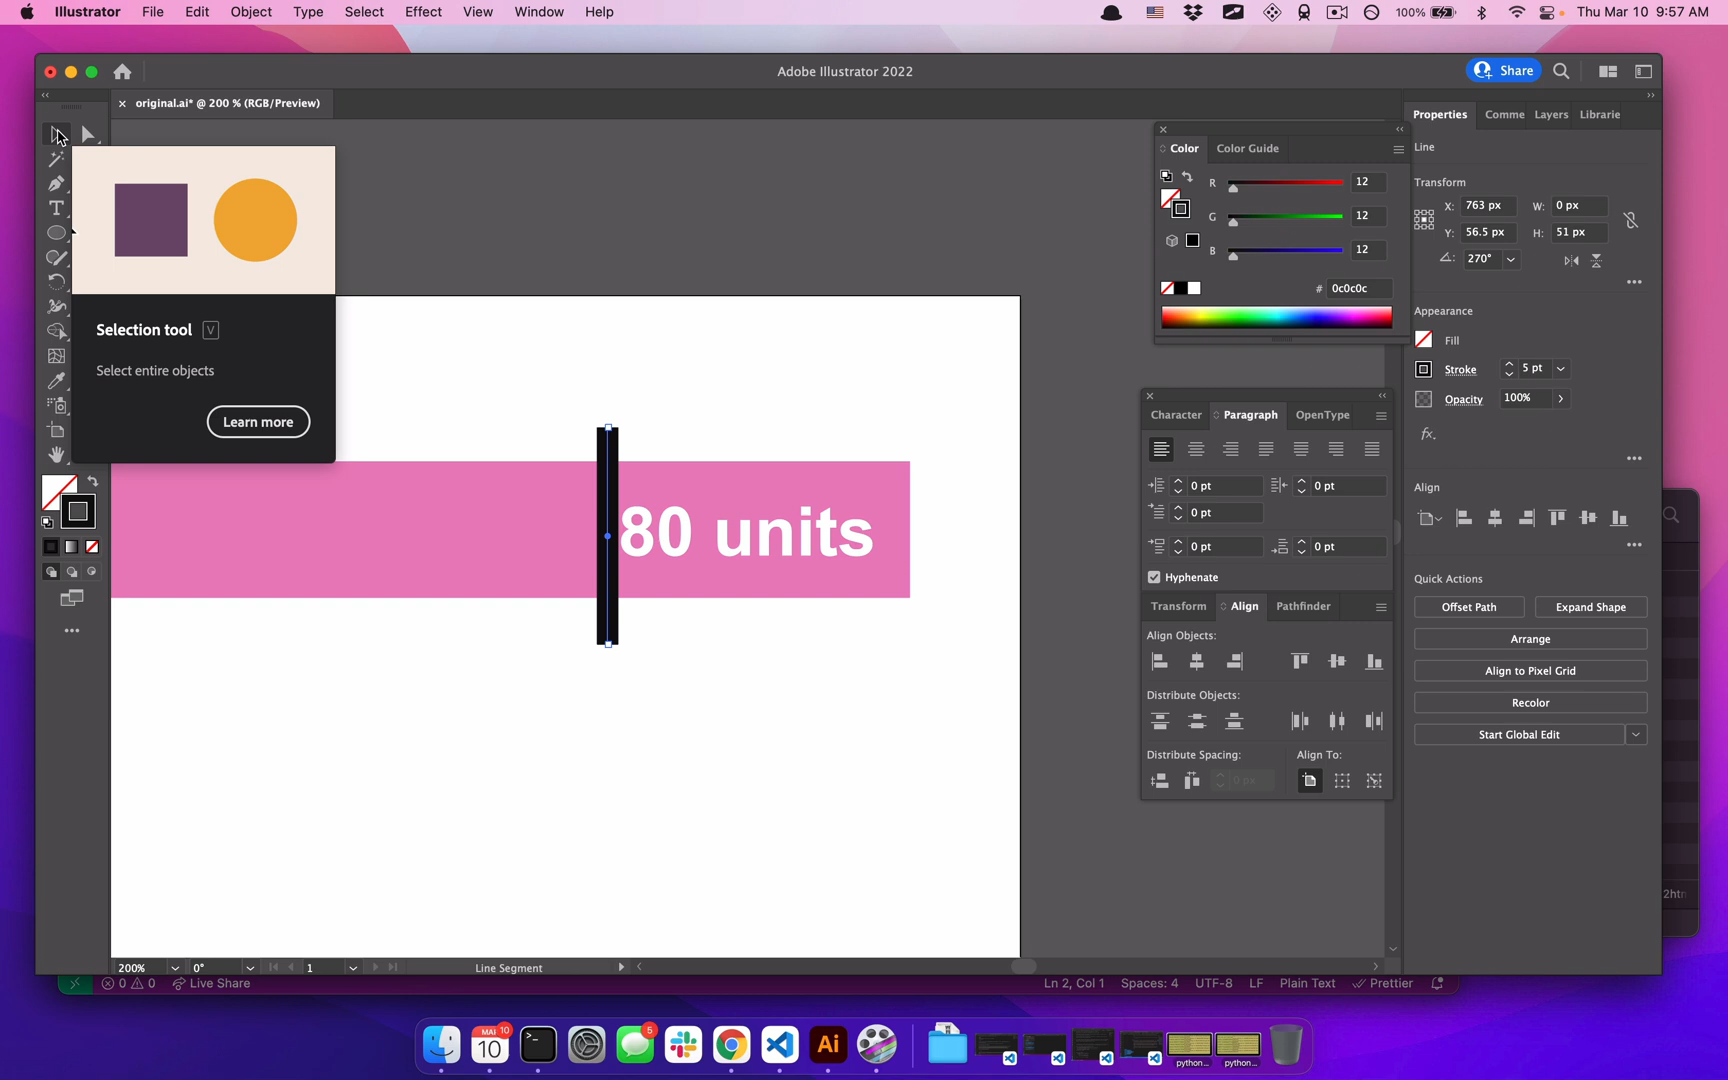 Illustrator File Edit Object Type Select Effect View Window Help
100% Thu Mar 10 9:57 AM
Adobe Illustrator 2022
Share
original.ai* @ 200 % (RGB/Preview)
Selection tool V
Select entire objects
Learn more
80 units
Color Color Guide
R 12
G 12
B 12
# 0c0c0c
Character Paragraph OpenType
0 pt 0 pt
0 pt
0 pt 0 pt
Hyphenate
Transform Align Pathfinder
Align Objects:
Distribute Objects:
Distribute Spacing: Align To:
0 px
Properties Comme Layers Librarie
Line
Transform
X: 763 px W: 0 px
Y: 56.5 px H: 51 px
270°
Appearance
Fill
Stroke 5 pt
Opacity 100%
fx.
Align
Quick Actions
Offset Path Expand Shape
Arrange
Align to Pixel Grid
Recolor
Start Global Edit
200% 0° 1 Line Segment
0 0 Live Share Ln 2, Col 1 Spaces: 4 UTF-8 LF Plain Text Prettier
MAR 10
10
5
Ai
python... python...